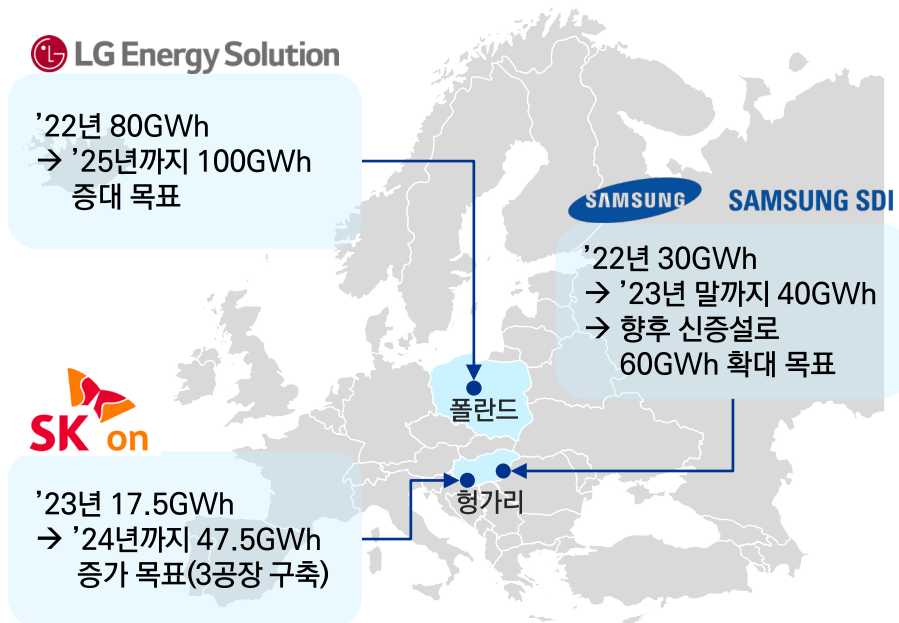 LG Energy Solution
’22년 80GWh
→ ’25년까지 100GWh
증대 목표
SAMSUNG SAMSUNG SDI
’22년 30GWh
→ ’23년 말까지 40GWh
→ 향후 신증설로
60GWh 확대 목표
폴란드
SK on
’23년 17.5GWh
→ ’24년까지 47.5GWh
증가 목표(3공장 구축)
헝가리